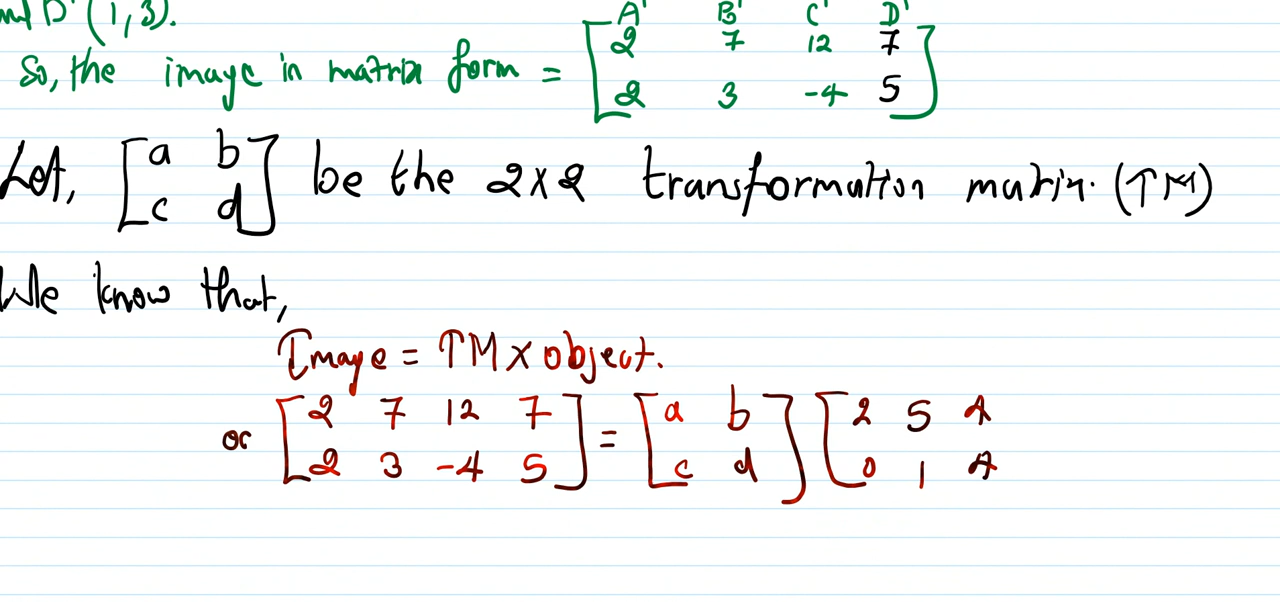 D'(1,3).
A' B' C' D'
So, the image in matrix form = [2 7 12 7
2 3 -4 5]
Let, [a b
c d] be the 2×2 transformation matrix. (TM)
We know that,
Image = TM × object.
or [2 7 12 7
2 3 -4 5] = [a b
c d] [2 5 4
0 1 4